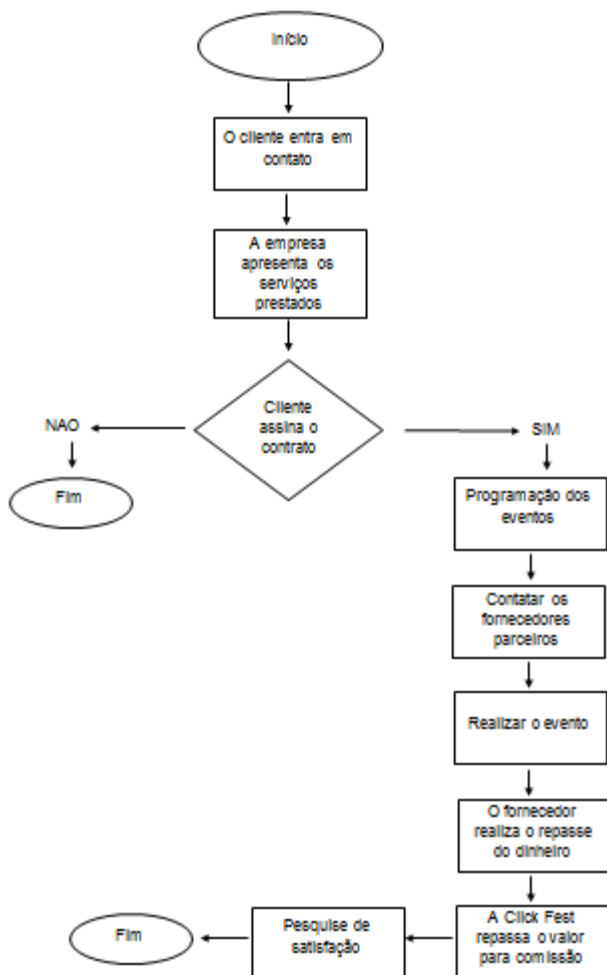 Início
O cliente entra em
contato
A empresa
apresenta os
serviços
prestados
Cliente
assina o
contrato
NAO
SIM
Fim
Programação dos
eventos
Contatar os
fornecedores
parceiros
Realizar o evento
O fornecedor
realiza o repasse
do dinheiro
A Click Fest
repassa o valor
para comissão
Pesquise de
satisfação
Fim